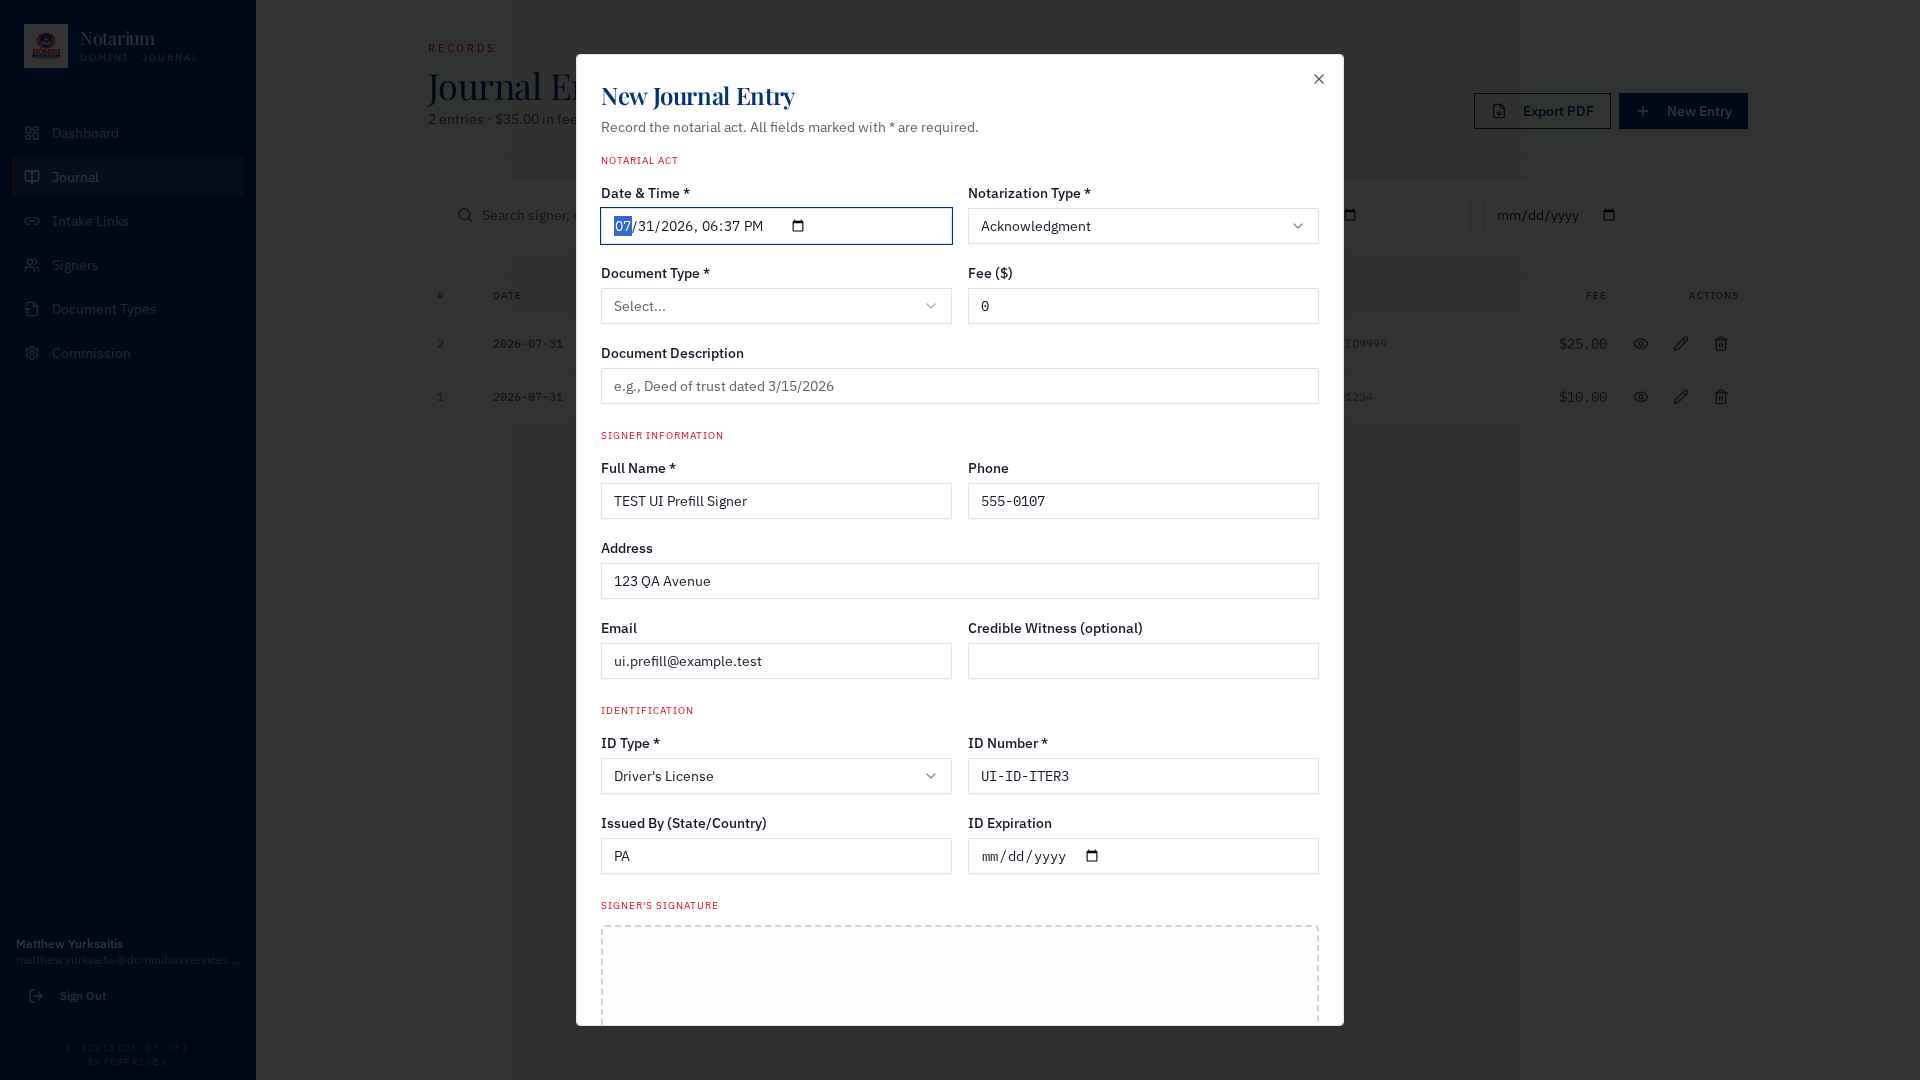 Notarium
Dashboard
Journal
Intake Links
Signers
Document Types
Commission
Matthew Yurksaitis
Sign Out
RECORDS
Journal E
2 entries · $35.00 in fee
Export PDF
New Entry
Search signer,
mm/dd/yyyy
# DATE FEE ACTIONS
2 2026-07-31 ID9999 $25.00
1 2026-07-31 1234 $10.00
New Journal Entry
Record the notarial act. All fields marked with * are required.
NOTARIAL ACT
Date & Time * Notarization Type *
07/31/2026, 06:37 PM Acknowledgment
Document Type * Fee ($)
Select... 0
Document Description
e.g., Deed of trust dated 3/15/2026
SIGNER INFORMATION
Full Name * Phone
TEST UI Prefill Signer 555-0107
Address
123 QA Avenue
Email Credible Witness (optional)
ui.prefill@example.test
IDENTIFICATION
ID Type * ID Number *
Driver's License UI-ID-ITER3
Issued By (State/Country) ID Expiration
PA mm/dd/yyyy
SIGNER'S SIGNATURE